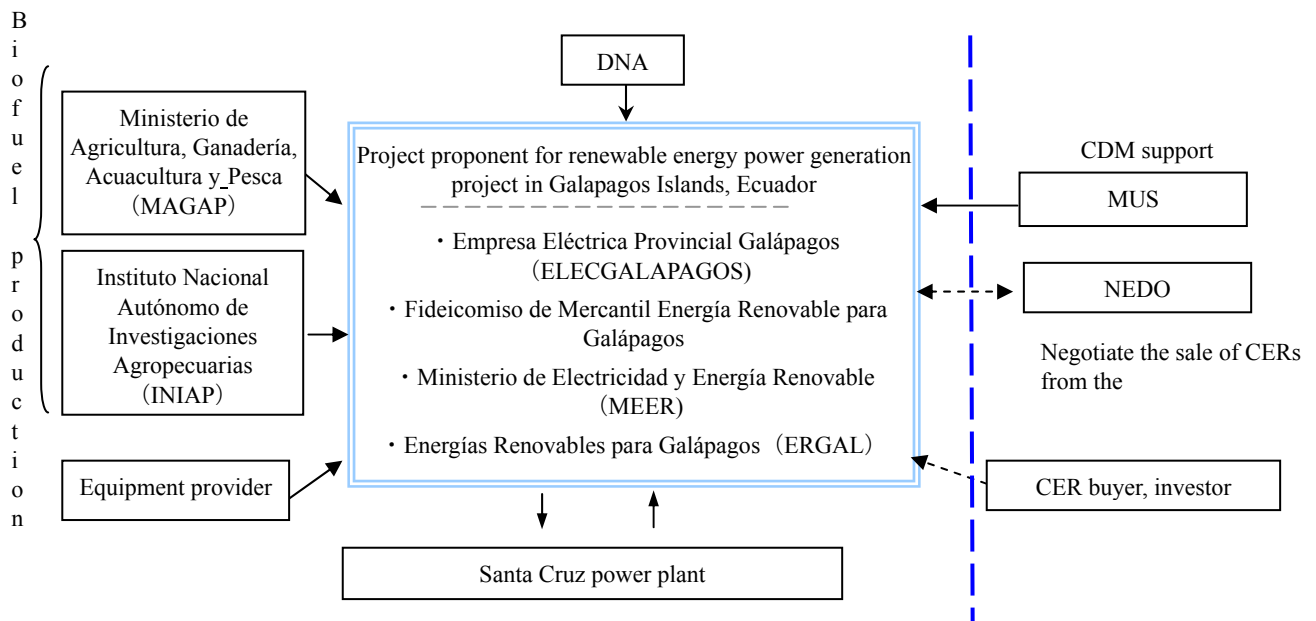 Biofuel production
DNA
Ministerio de
Agricultura, Ganadería,
Acuacultura y_Pesca
（MAGAP）
Instituto Nacional
Autónomo de
Investigaciones
Agropecuarias
(INIAP)
Equipment provider
Project proponent for renewable energy power generation
project in Galapagos Islands, Ecuador
・Empresa Eléctrica Provincial Galápagos
（ELECGALAPAGOS)
・Fideicomiso de Mercantil Energía Renovable para
Galápagos
・Ministerio de Electricidad y Energía Renovable
(MEER)
・Energías Renovables para Galápagos（ERGAL）
Santa Cruz power plant
CDM support
MUS
NEDO
Negotiate the sale of CERs
from the
CER buyer, investor